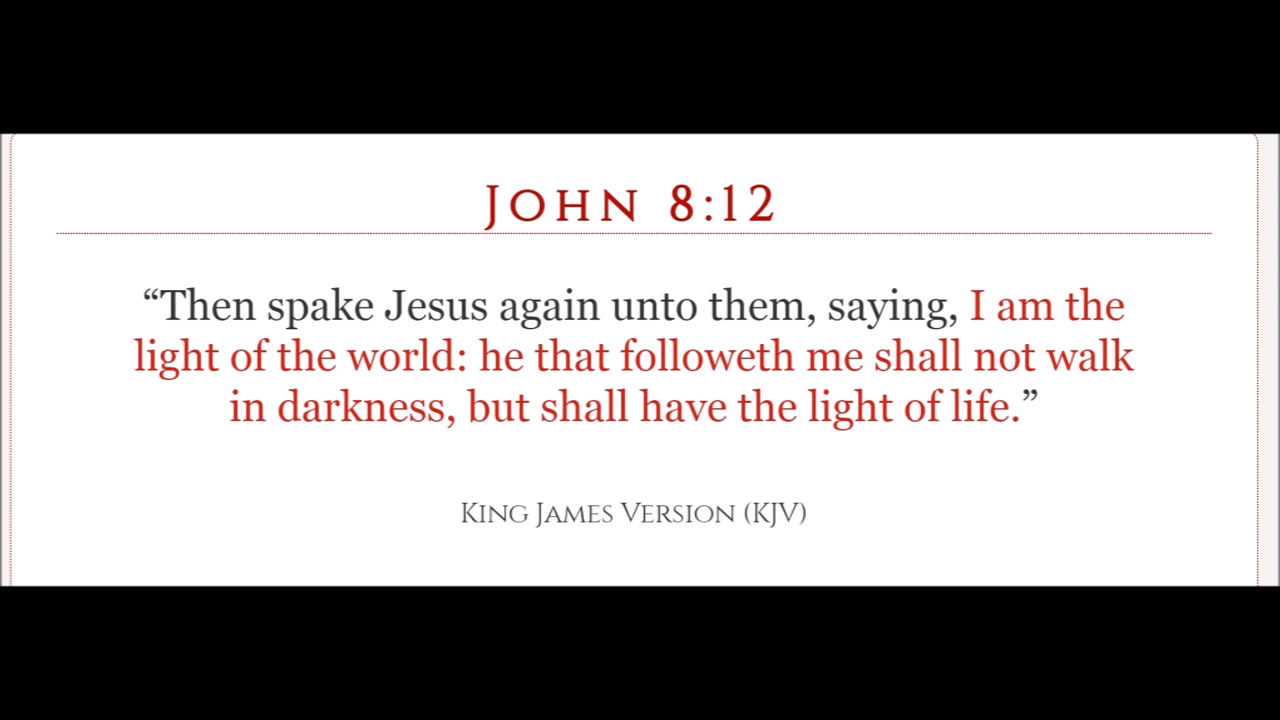 John 8:12
“Then spake Jesus again unto them, saying, I am the
light of the world: he that followeth me shall not walk
in darkness, but shall have the light of life.”
King James Version (KJV)